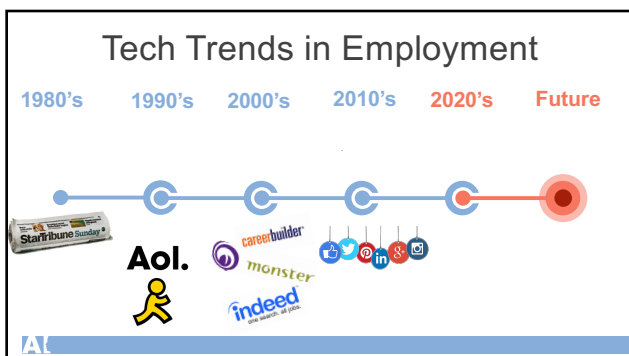 Tech Trends in Employment
1980's
1990's
2000's
2010's
2020's
Future
StarTribune Sunday
Aol.
careerbuilder
monster
indeed
one search. all jobs.
in
g+